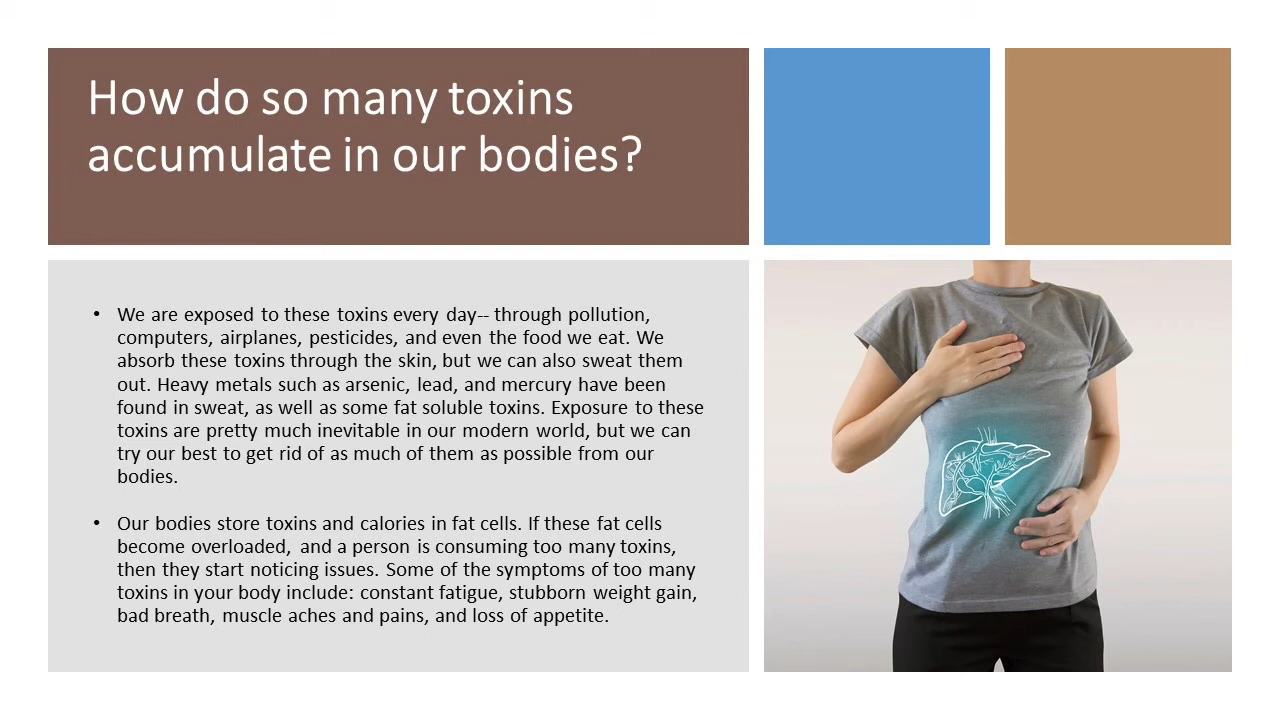 How do so many toxins
accumulate in our bodies?
• We are exposed to these toxins every day-- through pollution,
computers, airplanes, pesticides, and even the food we eat. We
absorb these toxins through the skin, but we can also sweat them
out. Heavy metals such as arsenic, lead, and mercury have been
found in sweat, as well as some fat soluble toxins. Exposure to these
toxins are pretty much inevitable in our modern world, but we can
try our best to get rid of as much of them as possible from our
bodies.
• Our bodies store toxins and calories in fat cells. If these fat cells
become overloaded, and a person is consuming too many toxins,
then they start noticing issues. Some of the symptoms of too many
toxins in your body include: constant fatigue, stubborn weight gain,
bad breath, muscle aches and pains, and loss of appetite.